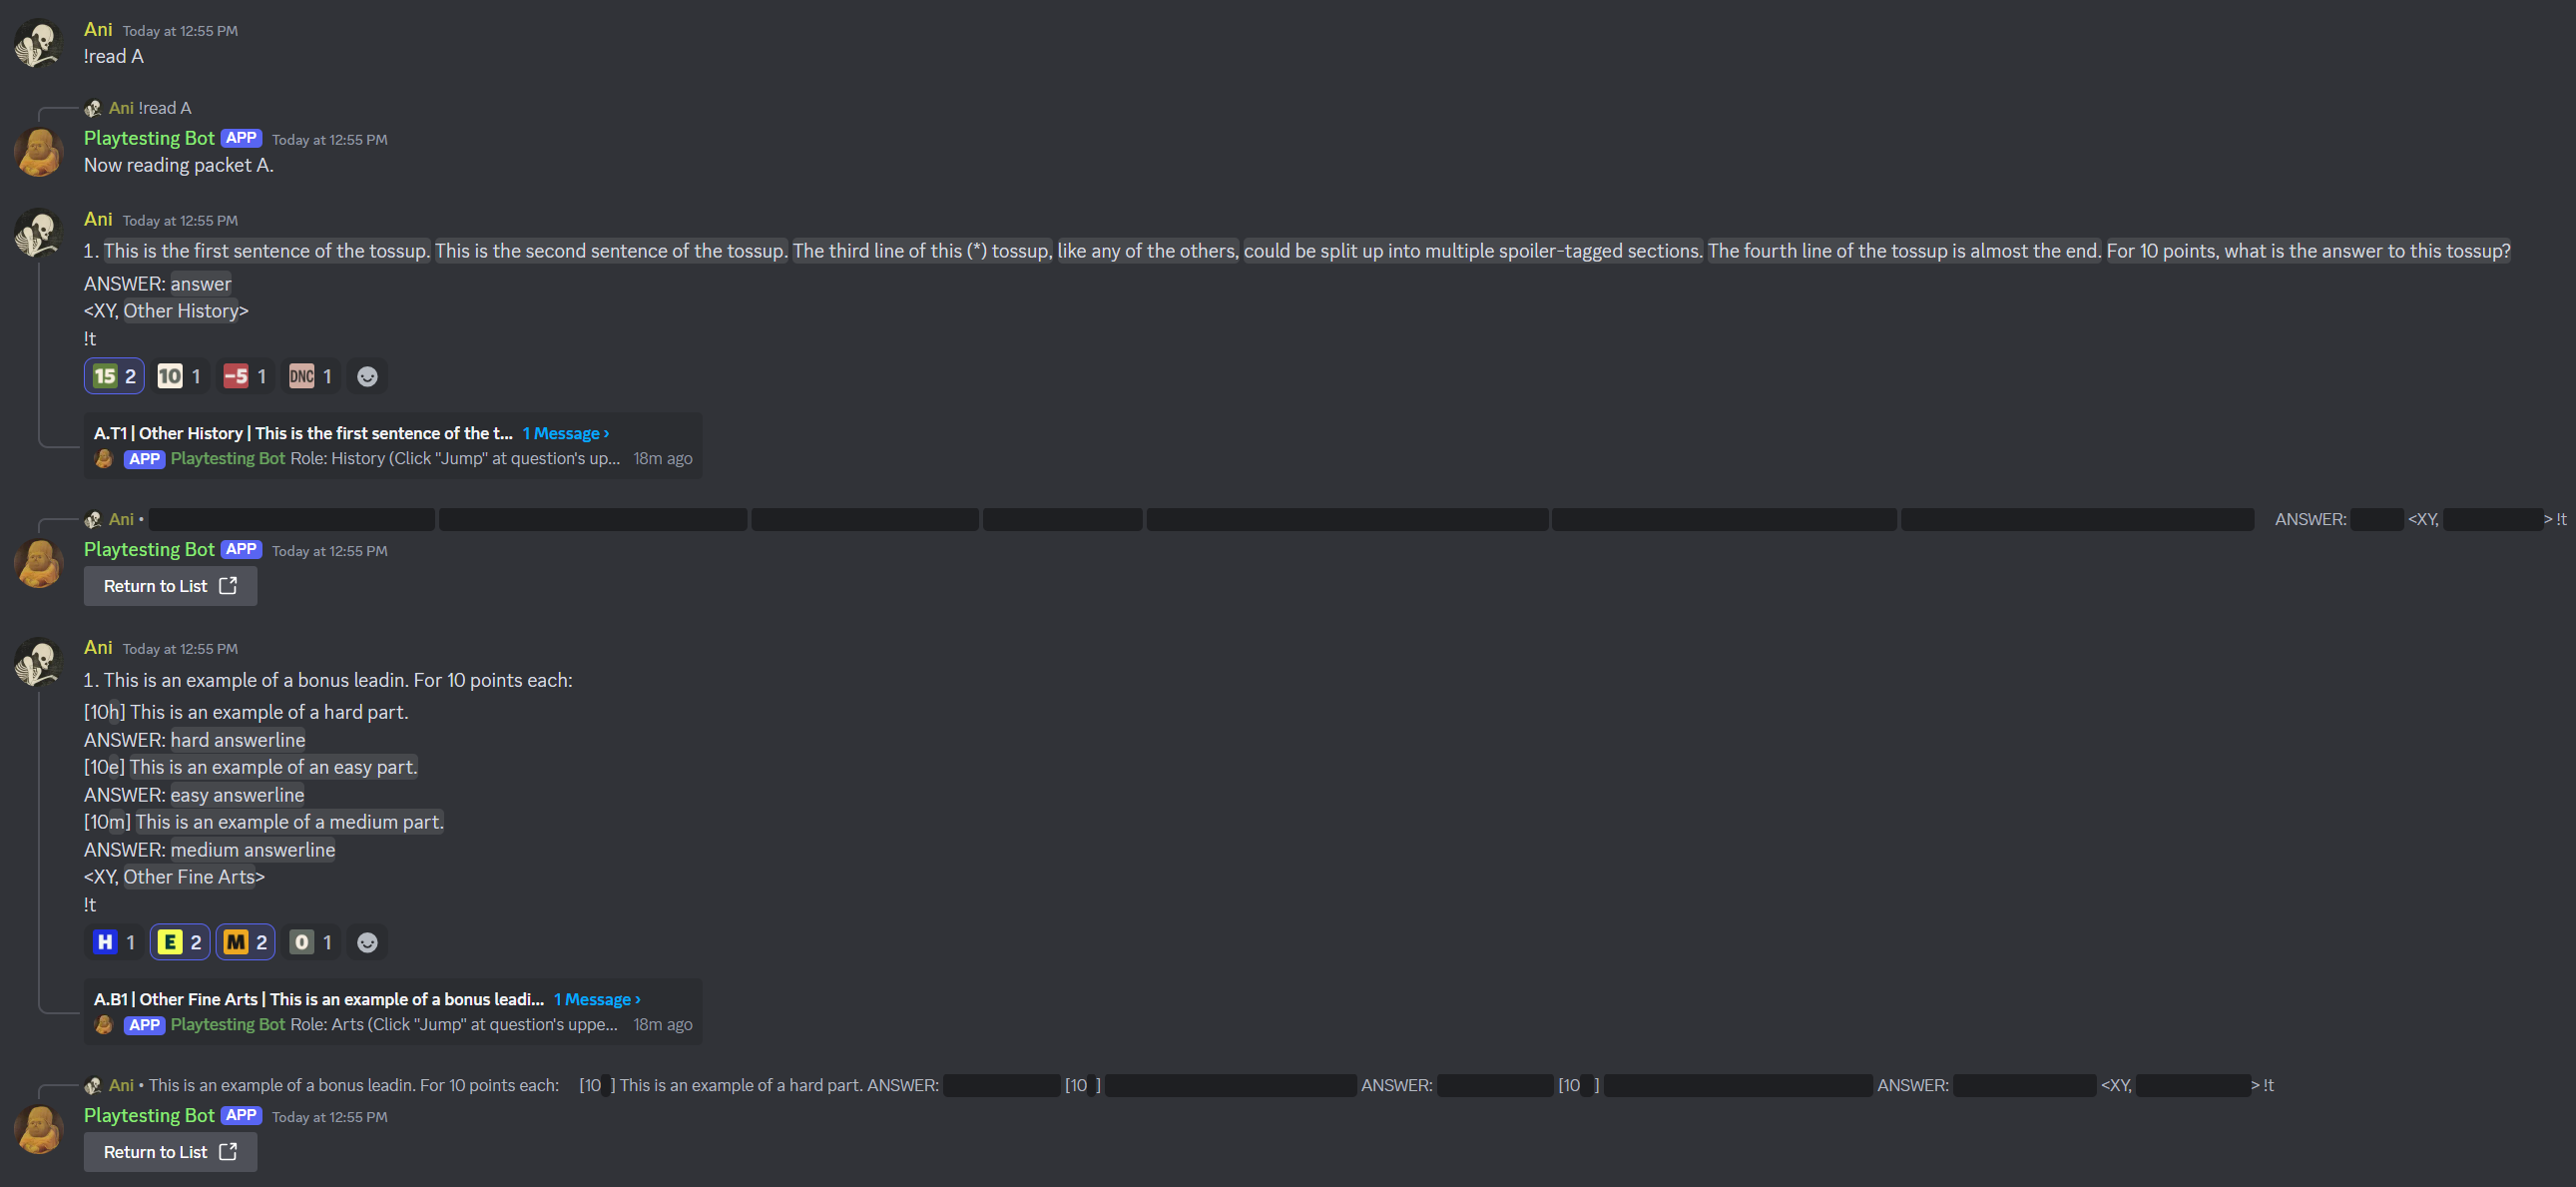 Ani Today at 12:55 PM
!read A
Ani !read A
Playtesting Bot APP Today at 12:55 PM
Now reading packet A.
Ani Today at 12:55 PM
1. This is the first sentence of the tossup. This is the second sentence of the tossup. The third line of this (*) tossup, like any of the others, could be split up into multiple spoiler-tagged sections. The fourth line of the tossup is almost the end. For 10 points, what is the answer to this tossup?
ANSWER: answer
<XY, Other History>
!t
15 2 10 1 -5 1 DNC 1
A.T1 | Other History | This is the first sentence of the t... 1 Message ›
APP Playtesting Bot Role: History (Click "Jump" at question's up... 18m ago
Ani • ANSWER: <XY, > !t
Playtesting Bot APP Today at 12:55 PM
Return to List
Ani Today at 12:55 PM
1. This is an example of a bonus leadin. For 10 points each:
[10h] This is an example of a hard part.
ANSWER: hard answerline
[10e] This is an example of an easy part.
ANSWER: easy answerline
[10m] This is an example of a medium part.
ANSWER: medium answerline
<XY, Other Fine Arts>
!t
H 1 E 2 M 2 0 1
A.B1 | Other Fine Arts | This is an example of a bonus leadi... 1 Message ›
APP Playtesting Bot Role: Arts (Click "Jump" at question's uppe... 18m ago
Ani • This is an example of a bonus leadin. For 10 points each: [10 ] This is an example of a hard part. ANSWER: [10 ] ANSWER: [10 ] ANSWER: <XY, > !t
Playtesting Bot APP Today at 12:55 PM
Return to List